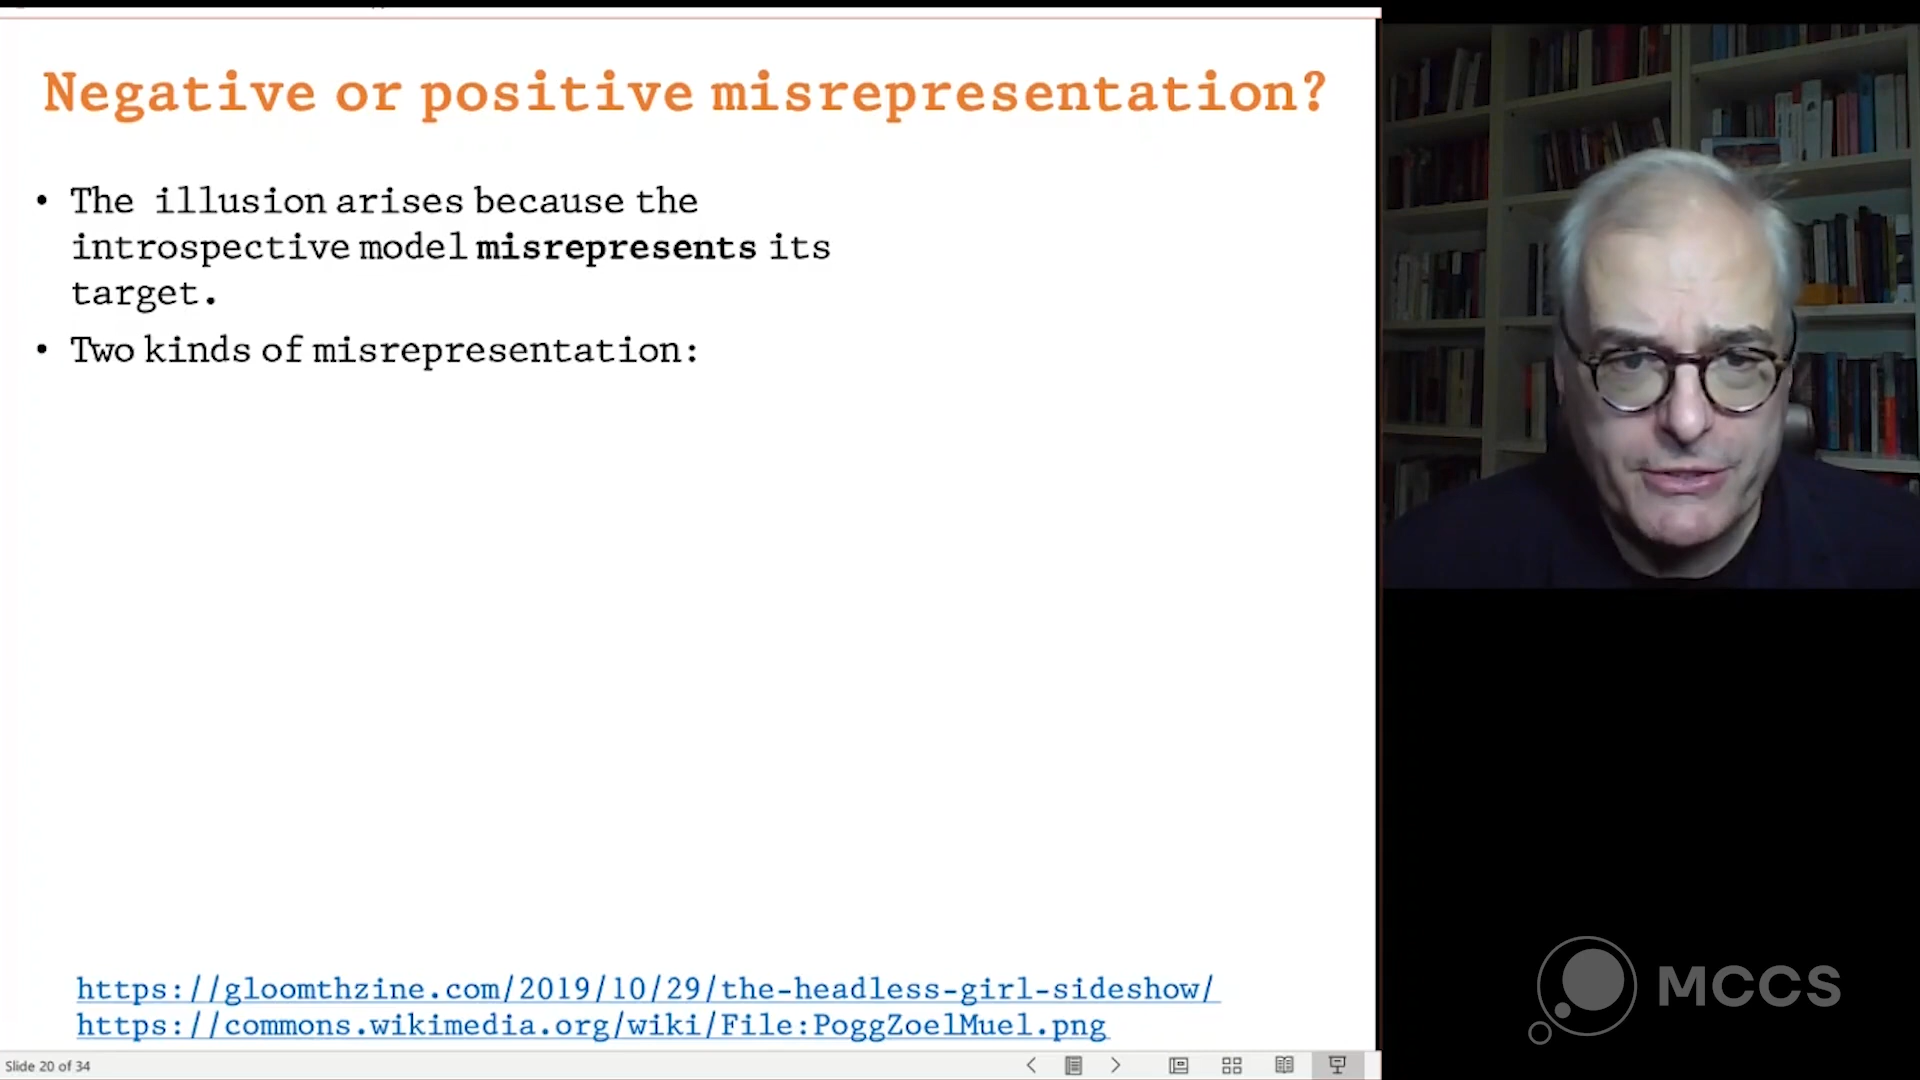 Negative or positive misrepresentation?
• The illusion arises because the
introspective model misrepresents its
target.
• Two kinds of misrepresentation:
https://gloomthzine.com/2019/10/29/the-headless-girl-sideshow/
https://commons.wikimedia.org/wiki/File:PoggZoelMuel.png
Slide 20 of 34
MCCS